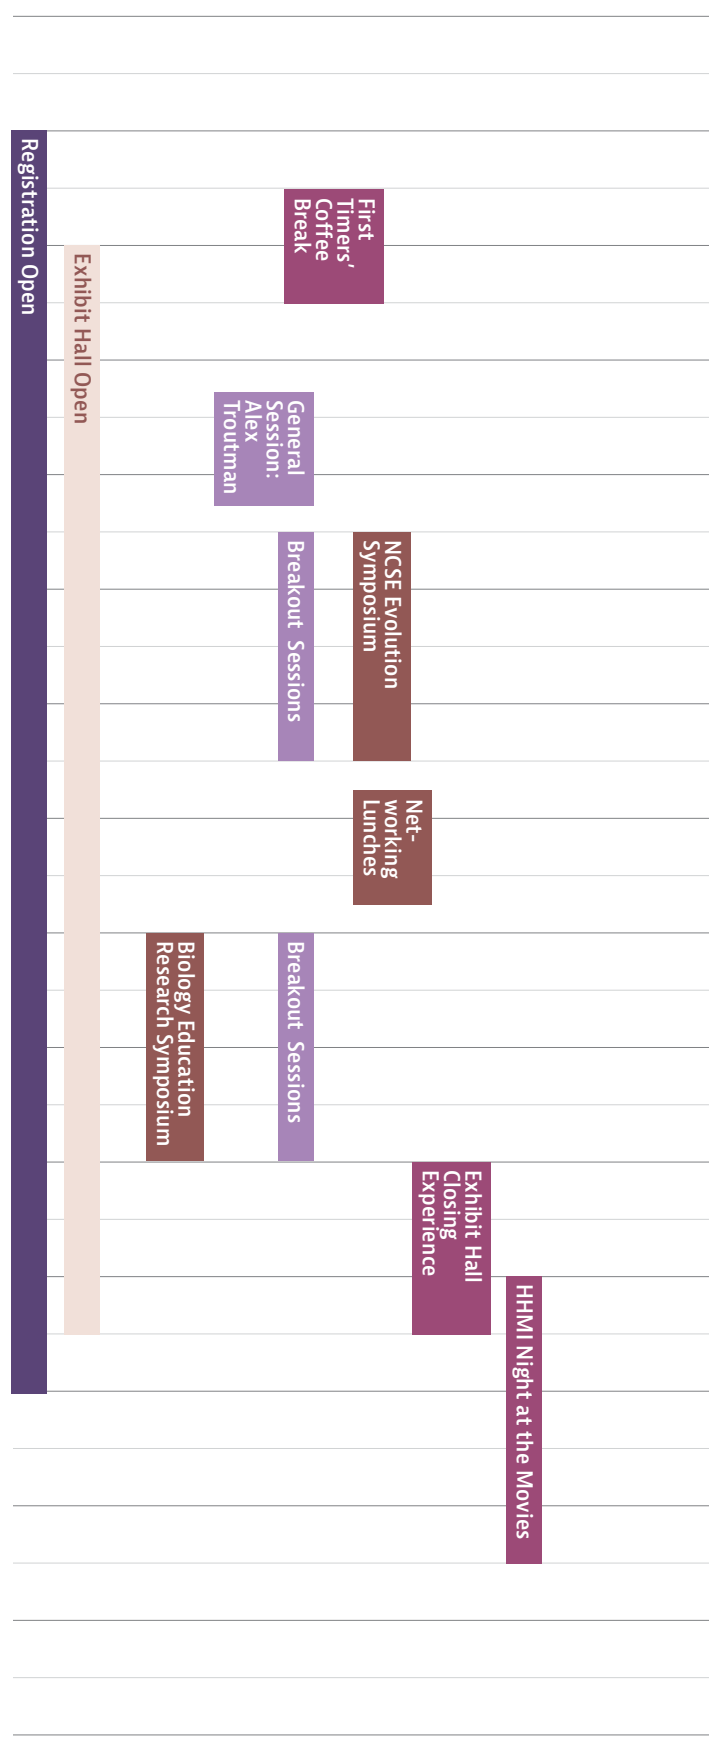 Registration Open
Exhibit Hall Open
First
Timers’
Coffee
Break
General
Session:
Alex
Troutman
Breakout Sessions
NCSE Evolution
Symposium
Net-
working
Lunches
Biology Education
Research Symposium
Breakout Sessions
Exhibit Hall
Closing
Experience
HHMI Night at the Movies